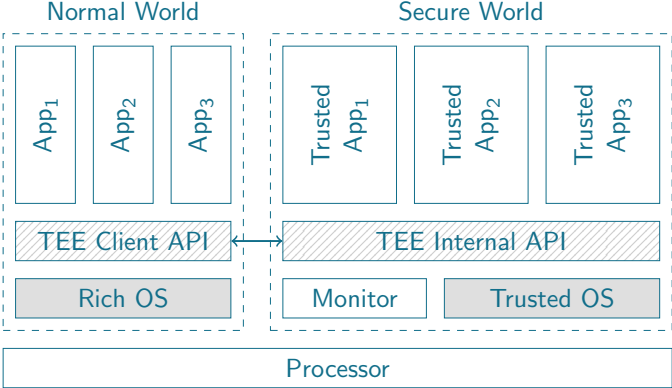 Normal World
Secure World
App₁
App₂
App₃
Trusted
App₁
Trusted
App₂
Trusted
App₃
TEE Client API
TEE Internal API
Rich OS
Monitor
Trusted OS
Processor